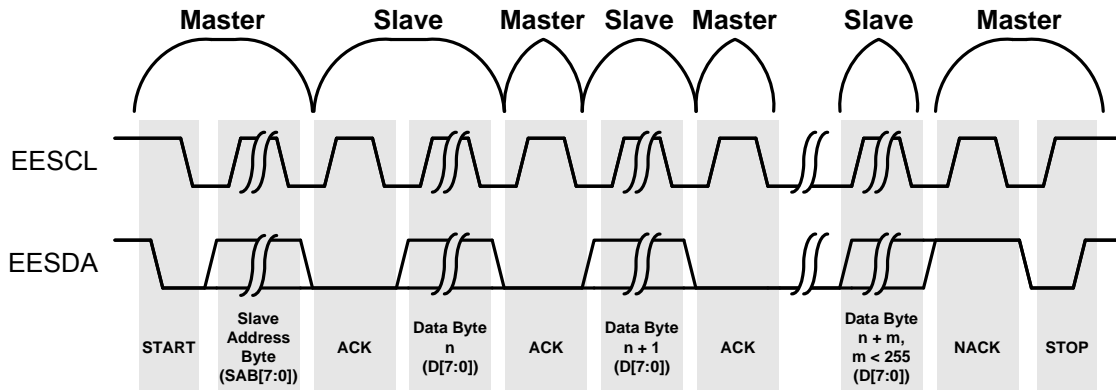 Master Slave Master Slave Master Slave Master
EESCL
EESDA
START
Slave
Address
Byte
(SAB[7:0])
ACK
Data Byte
n
(D[7:0])
ACK
Data Byte
n + 1
(D[7:0])
ACK
Data Byte
n + m,
m < 255
(D[7:0])
NACK
STOP